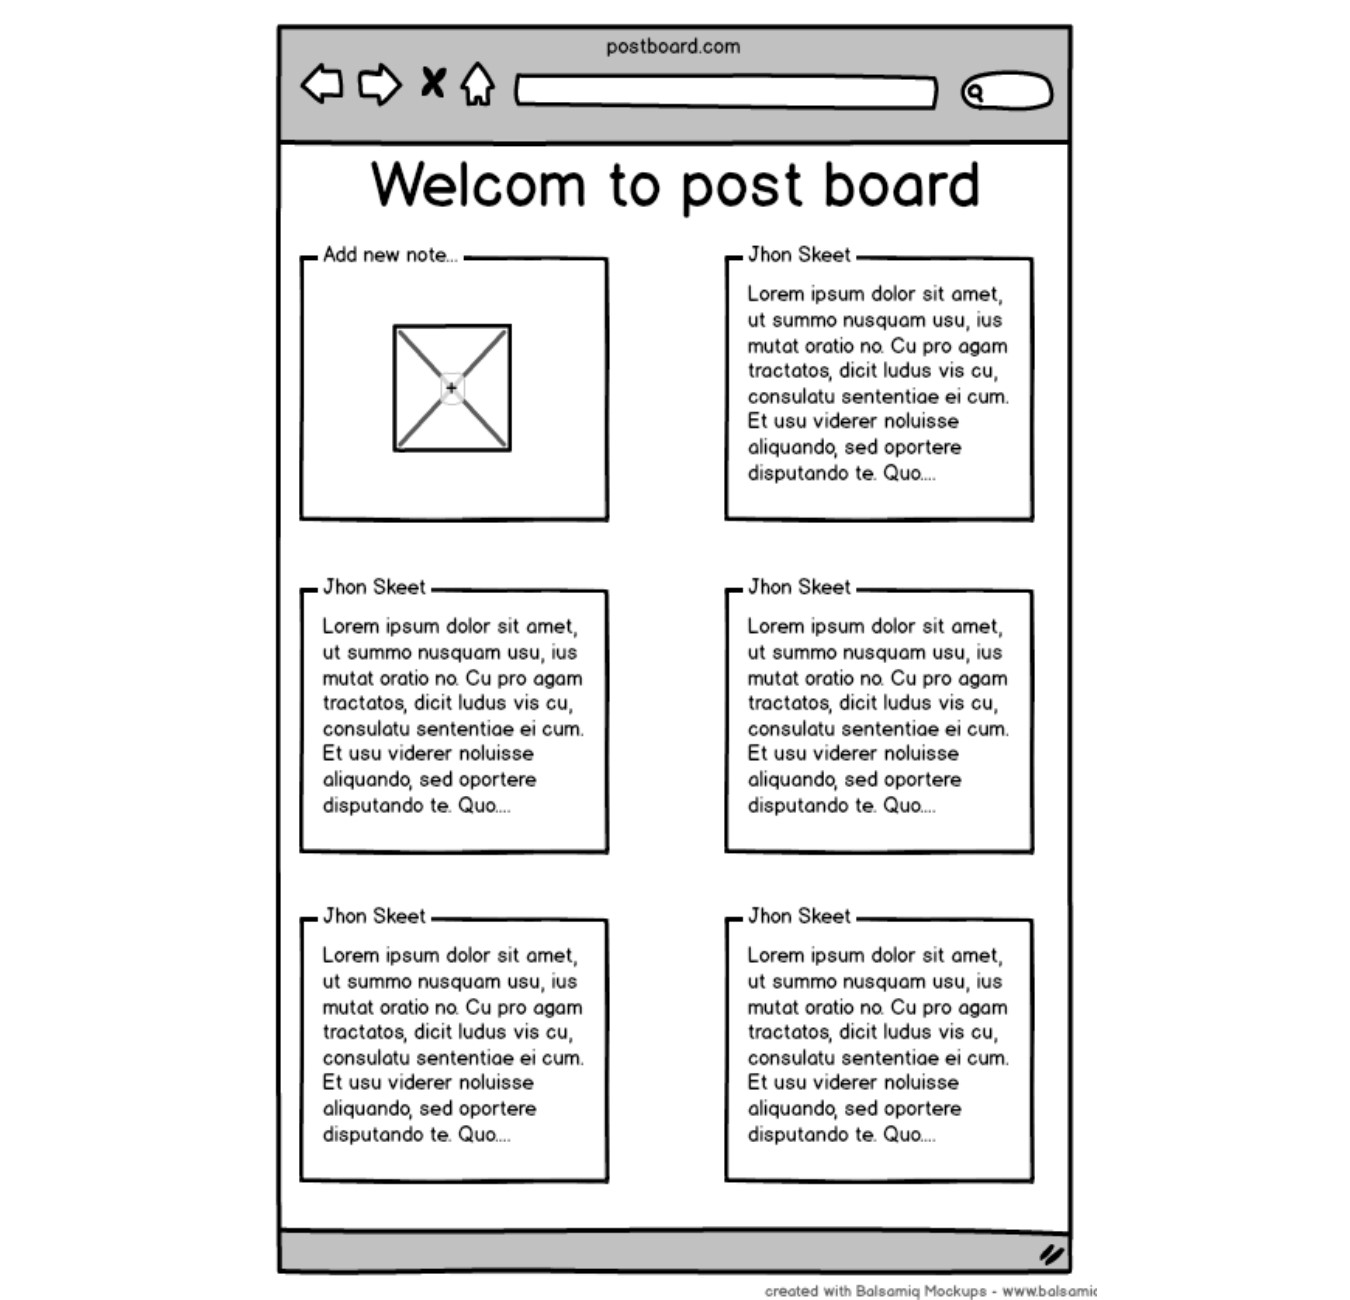 postboard.com
Welcom to post board
Add new note...
+
Jhon Skeet
Lorem ipsum dolor sit amet,
ut summo nusquam usu, ius
mutat oratio no. Cu pro agam
tractatos, dicit ludus vis cu,
consulatu sententiae ei cum.
Et usu viderer noluisse
aliquando, sed oportere
disputando te. Quo....
Jhon Skeet
Lorem ipsum dolor sit amet,
ut summo nusquam usu, ius
mutat oratio no. Cu pro agam
tractatos, dicit ludus vis cu,
consulatu sententiae ei cum.
Et usu viderer noluisse
aliquando, sed oportere
disputando te. Quo....
Jhon Skeet
Lorem ipsum dolor sit amet,
ut summo nusquam usu, ius
mutat oratio no. Cu pro agam
tractatos, dicit ludus vis cu,
consulatu sententiae ei cum.
Et usu viderer noluisse
aliquando, sed oportere
disputando te. Quo....
Jhon Skeet
Lorem ipsum dolor sit amet,
ut summo nusquam usu, ius
mutat oratio no. Cu pro agam
tractatos, dicit ludus vis cu,
consulatu sententiae ei cum.
Et usu viderer noluisse
aliquando, sed oportere
disputando te. Quo....
Jhon Skeet
Lorem ipsum dolor sit amet,
ut summo nusquam usu, ius
mutat oratio no. Cu pro agam
tractatos, dicit ludus vis cu,
consulatu sententiae ei cum.
Et usu viderer noluisse
aliquando, sed oportere
disputando te. Quo....
created with Balsamiq Mockups - www.balsamic